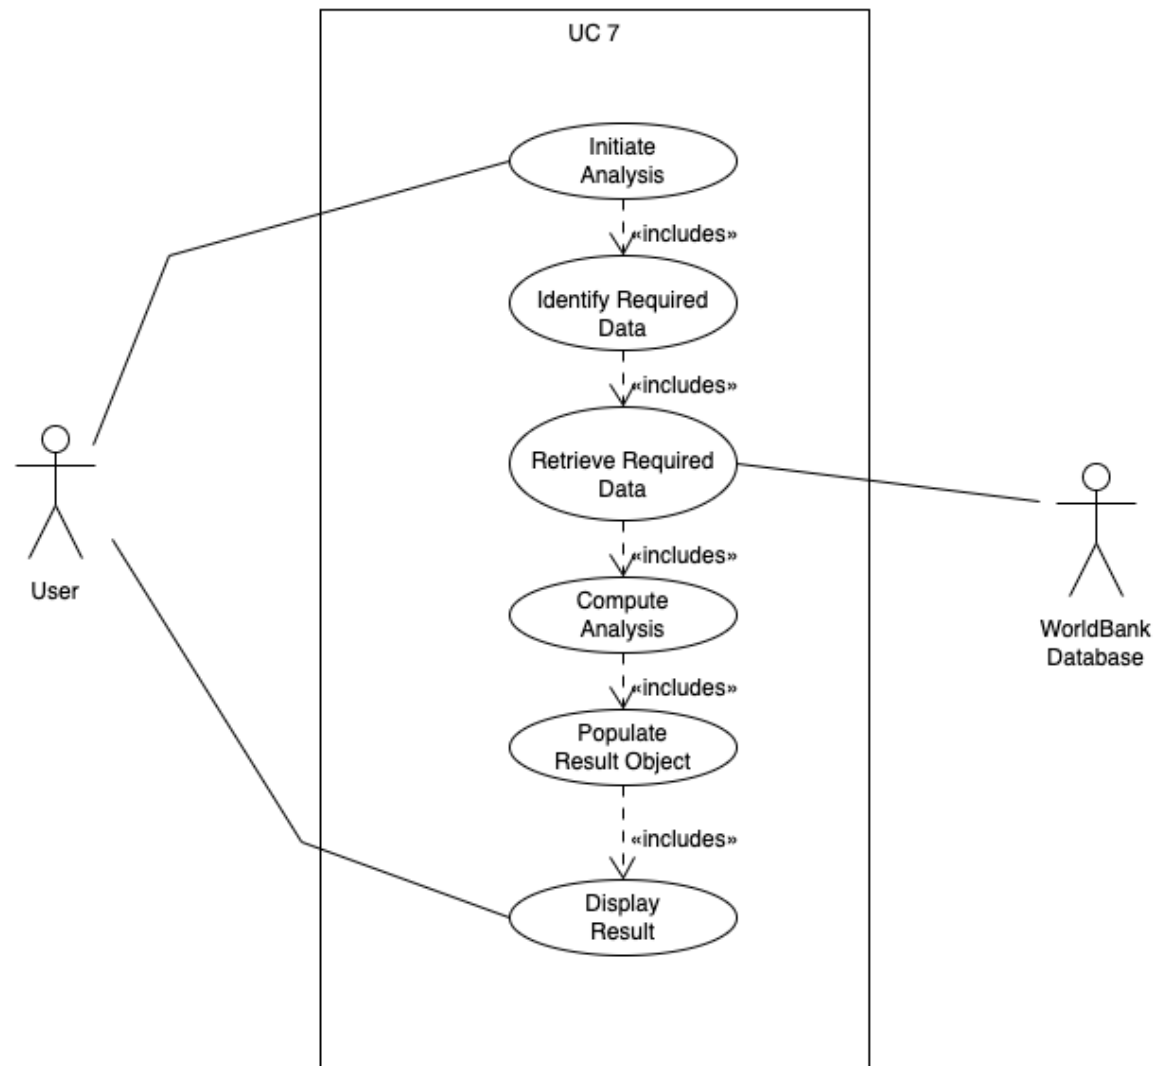 UC 7
Initiate
Analysis
«includes»
Identify Required
Data
«includes»
Retrieve Required
Data
«includes»
Compute
Analysis
«includes»
Populate
Result Object
«includes»
Display
Result
User
WorldBank
Database